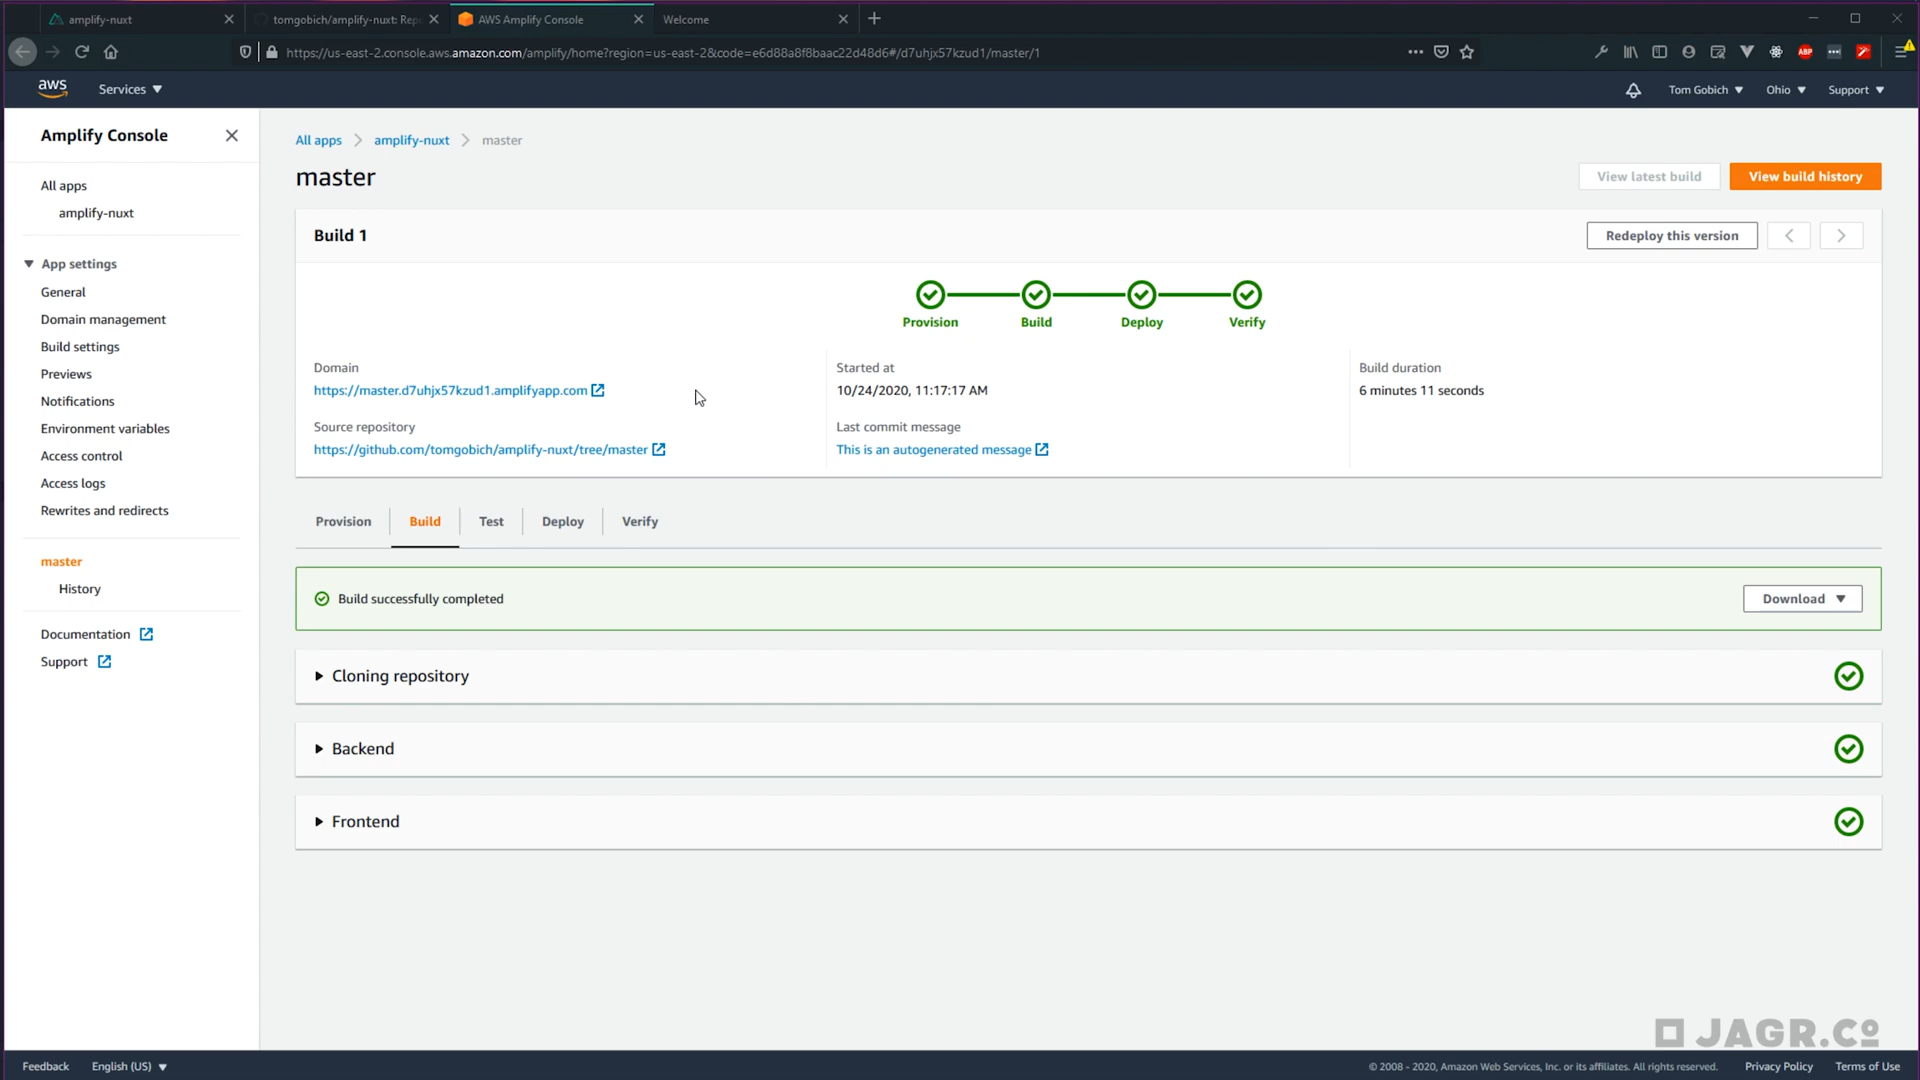 amplify-nuxt
tomgobich/amplify-nuxt: Repo
AWS Amplify Console
Welcome
https://us-east-2.console.aws.amazon.com/amplify/home?region=us-east-2&code=e6d88a8f8baac22d48d6#/d7uhjx57kzud1/master/1
ABP
aws
Services
Tom Gobich
Ohio
Support
Amplify Console
All apps
amplify-nuxt
App settings
General
Domain management
Build settings
Previews
Notifications
Environment variables
Access control
Access logs
Rewrites and redirects
master
History
Documentation
Support
All apps
amplify-nuxt
master
master
View latest build
View build history
Build 1
Redeploy this version
Provision
Build
Deploy
Verify
Domain
https://master.d7uhjx57kzud1.amplifyapp.com
Source repository
https://github.com/tomgobich/amplify-nuxt/tree/master
Started at
10/24/2020, 11:17:17 AM
Last commit message
This is an autogenerated message
Build duration
6 minutes 11 seconds
Provision
Build
Test
Deploy
Verify
Build successfully completed
Download
Cloning repository
Backend
Frontend
JAGR.Co
Feedback
English (US)
© 2008 - 2020, Amazon Web Services, Inc. or its affiliates. All rights reserved.
Privacy Policy
Terms of Use